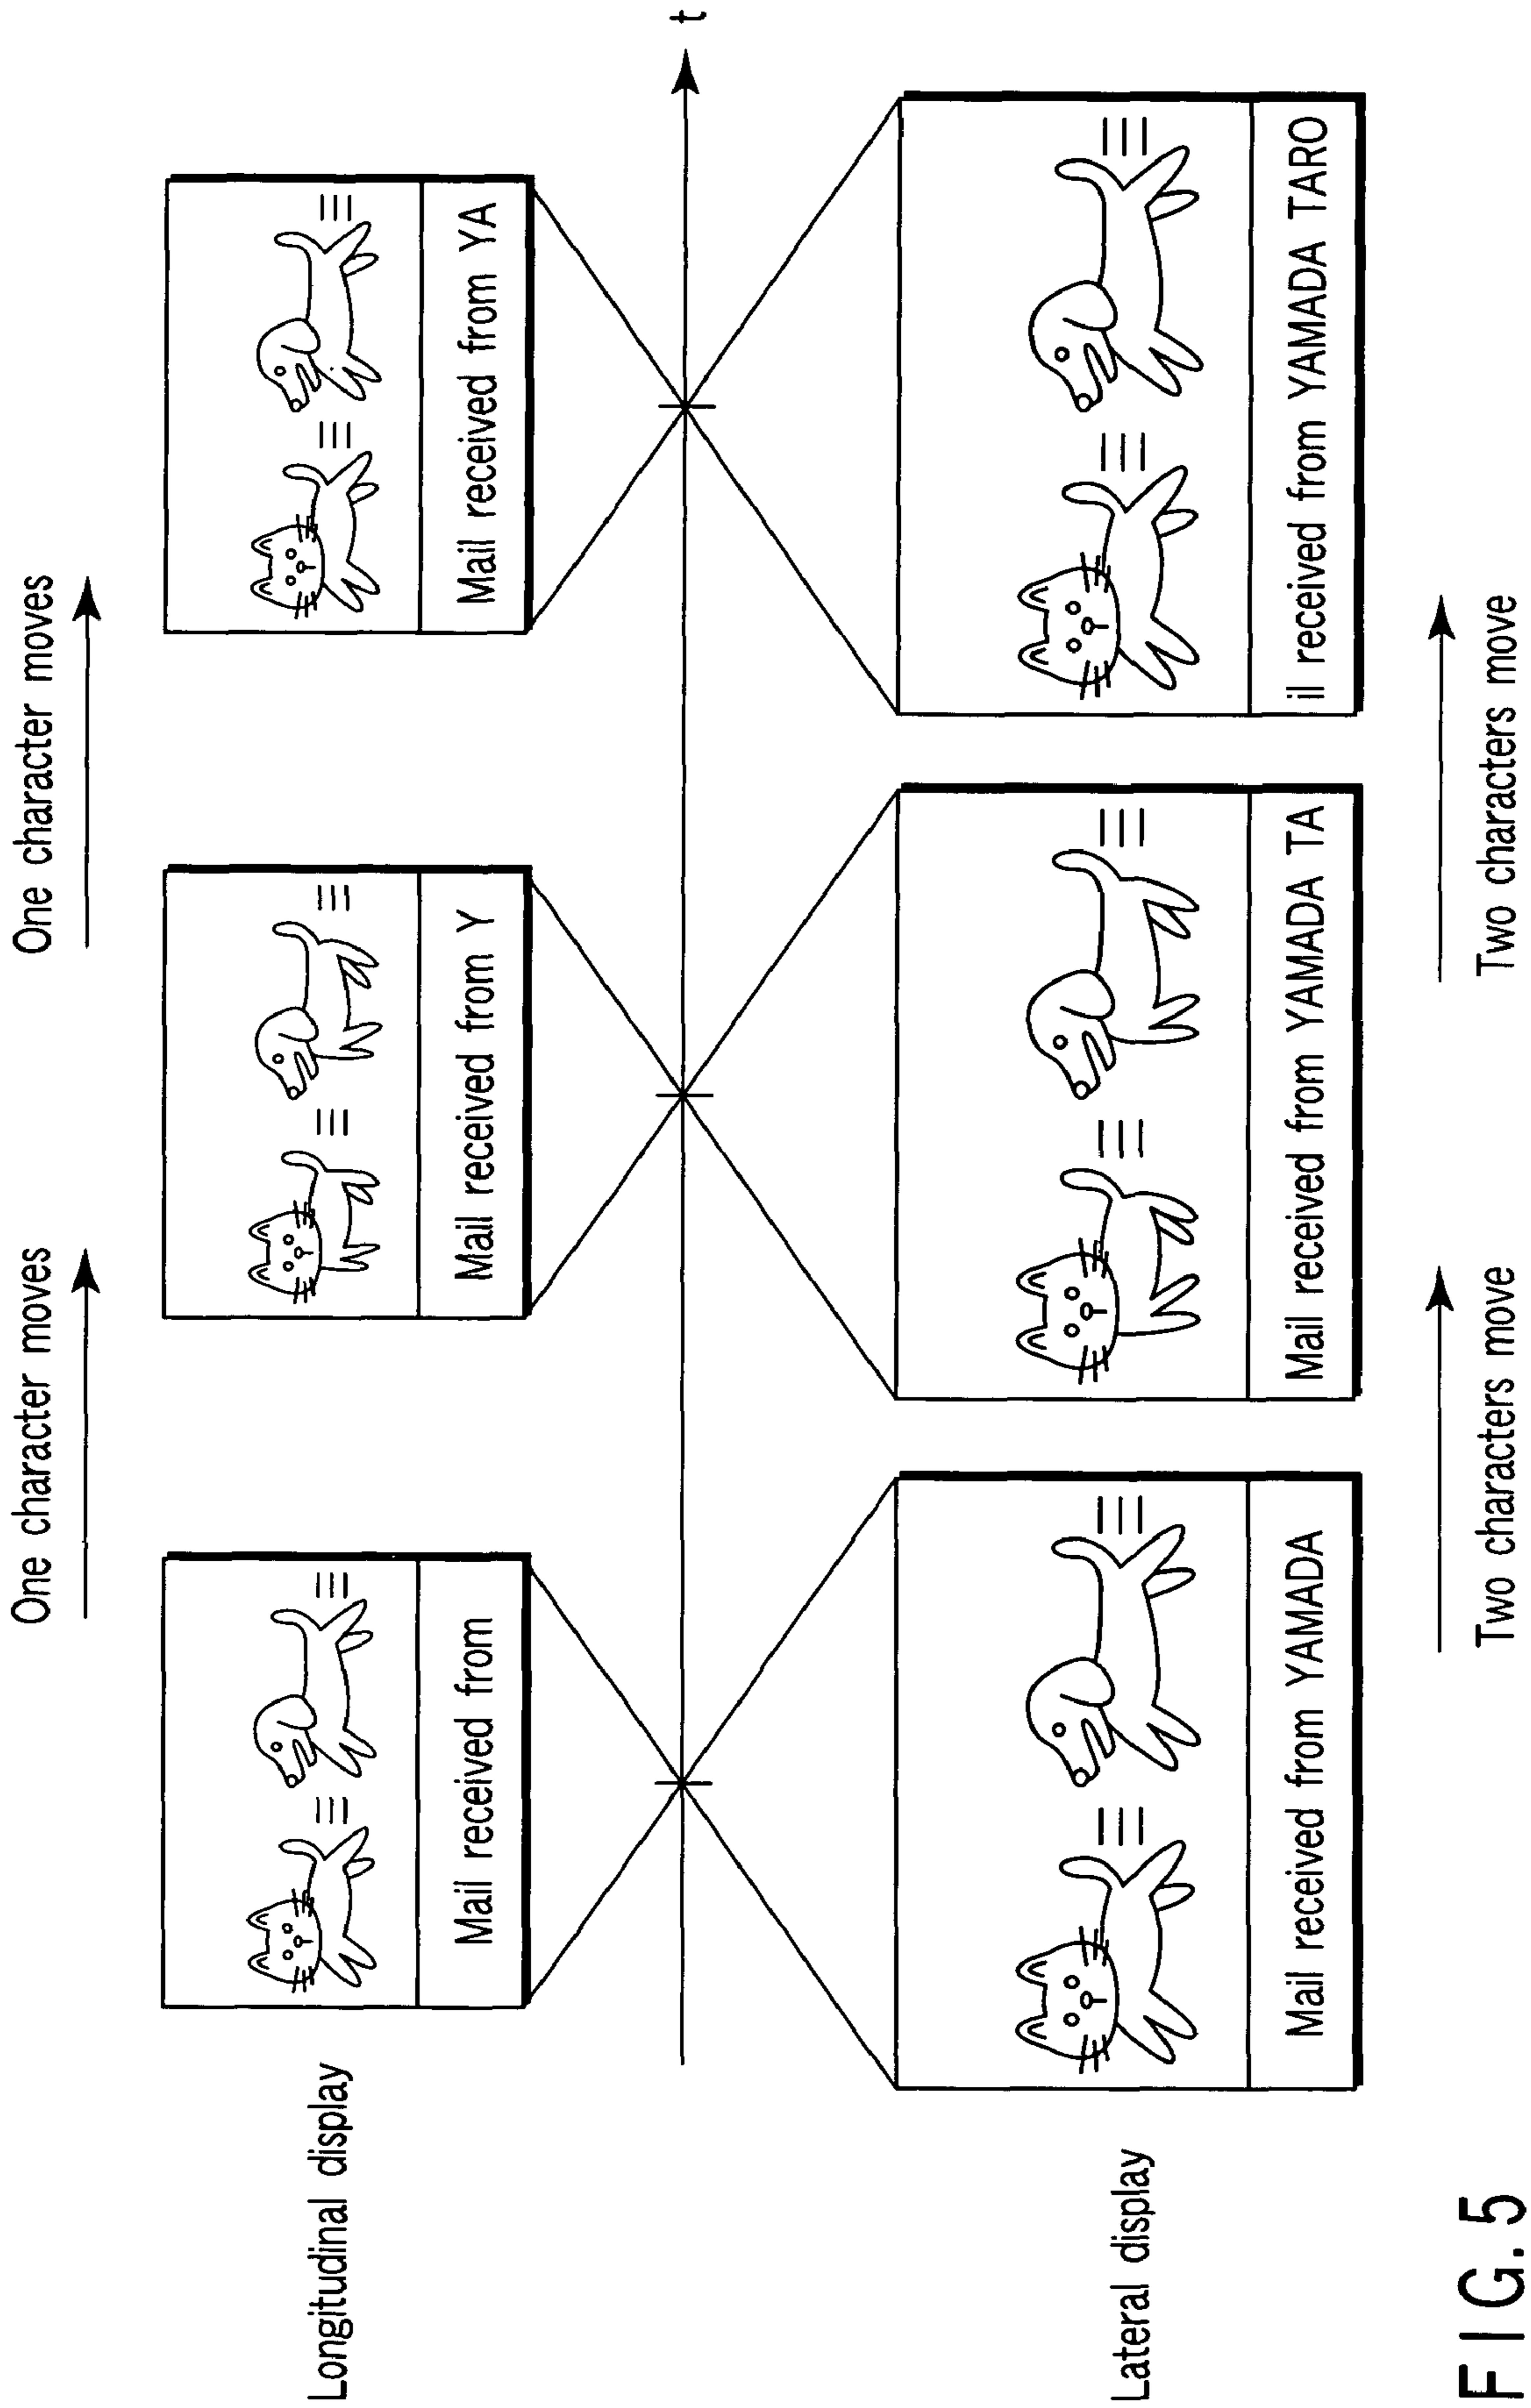 One character moves
One character moves
Longitudinal display
Mail received from
Mail received from Y
Mail received from YA
t
Lateral display
Mail received from YAMADA
Mail received from YAMADA TA
il received from YAMADA TARO
Two characters move
Two characters move
FIG.5